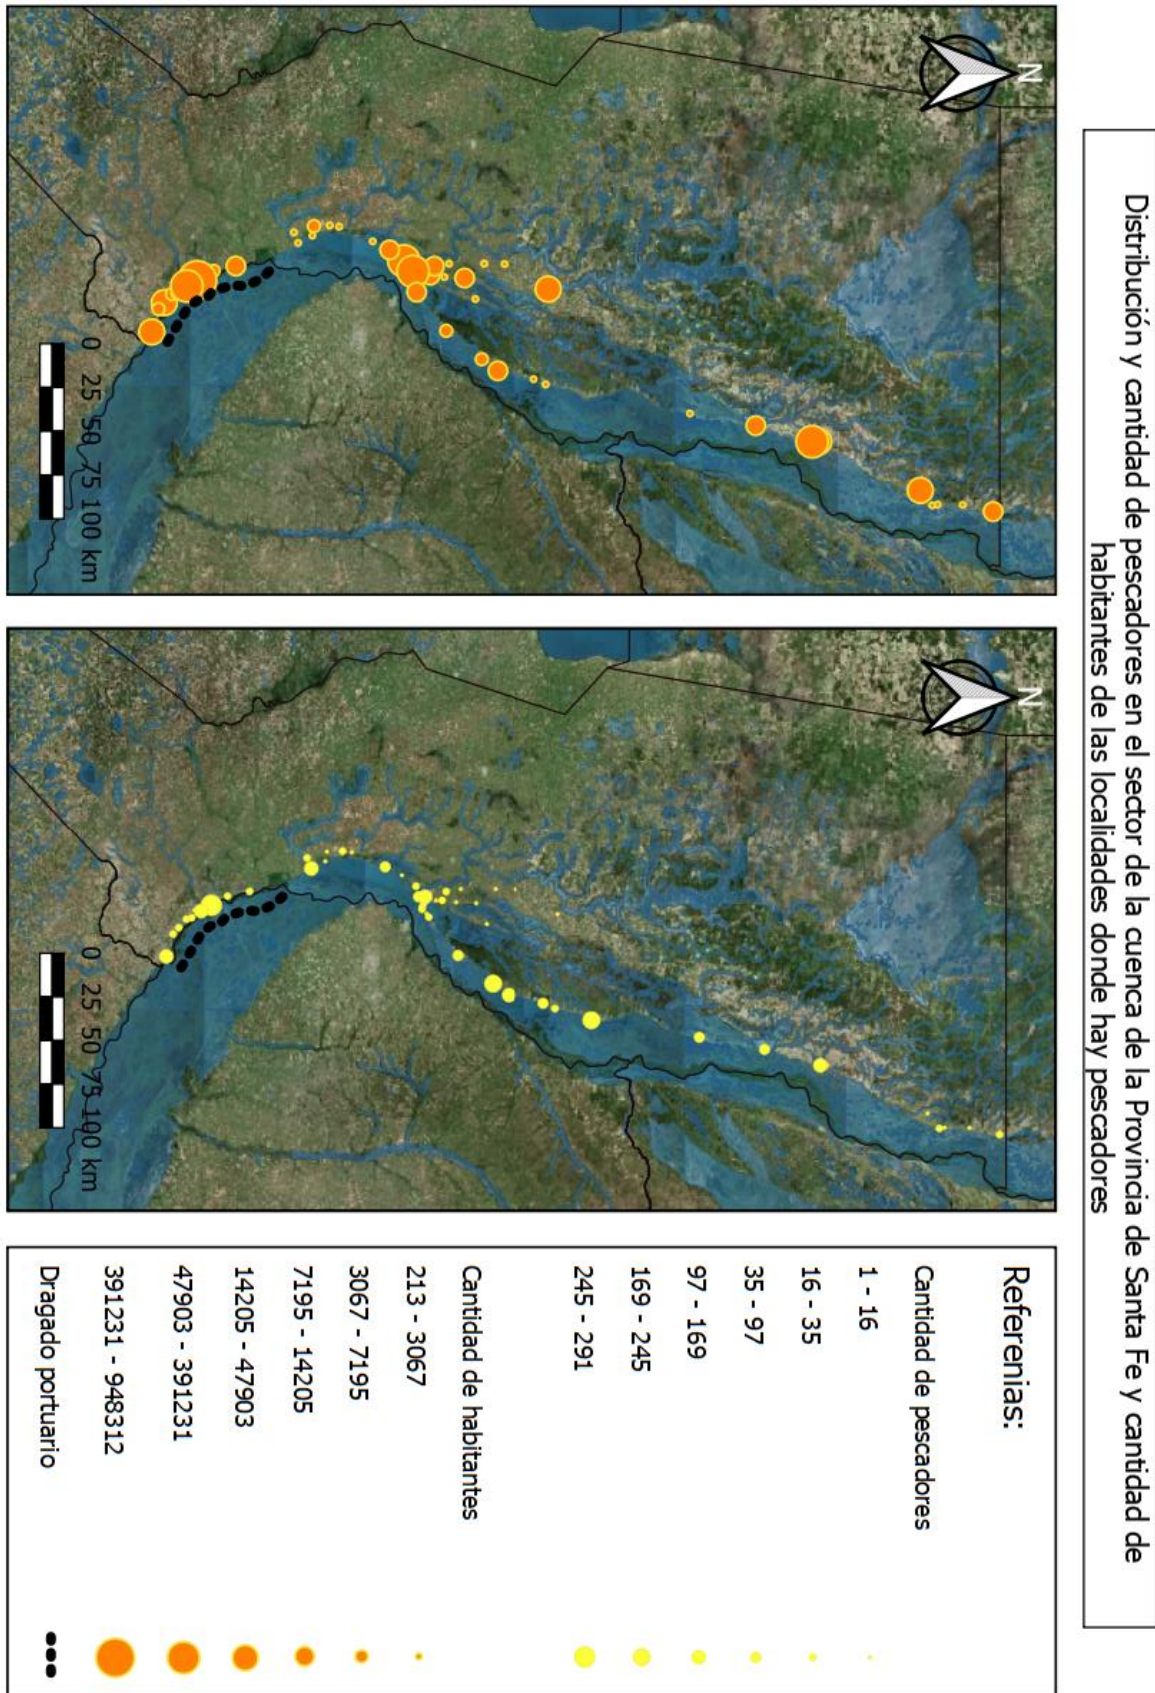 Distribución y cantidad de pescadores en el sector de la cuenca de la Provincia de Santa Fe y cantidad de
habitantes de las localidades donde hay pescadores
N
0 25 50 75 100 km
N
0 25 50 75 100 km
Referenias:
Cantidad de pescadores
1 - 16
16 - 35
35 - 97
97 - 169
169 - 245
245 - 291
Cantidad de habitantes
213 - 3067
3067 - 7195
7195 - 14205
14205 - 47903
47903 - 391231
391231 - 948312
Dragado portuario